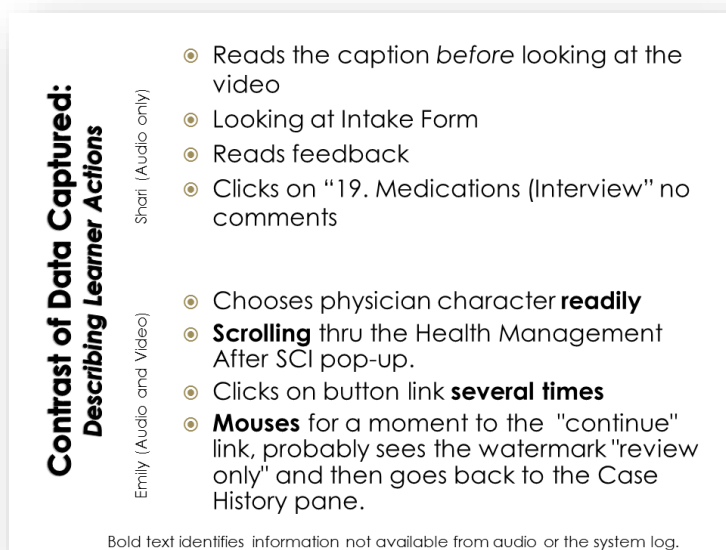 Contrast of Data Captured:
Describing Learner Actions
Shari (Audio only)
Reads the caption before looking at the
video
Looking at Intake Form
Reads feedback
Clicks on “19. Medications (Interview” no
comments
Emily (Audio and Video)
Chooses physician character readily
Scrolling thru the Health Management
After SCI pop-up.
Clicks on button link several times
Mouses for a moment to the "continue"
link, probably sees the watermark "review
only" and then goes back to the Case
History pane.
Bold text identifies information not available from audio or the system log.